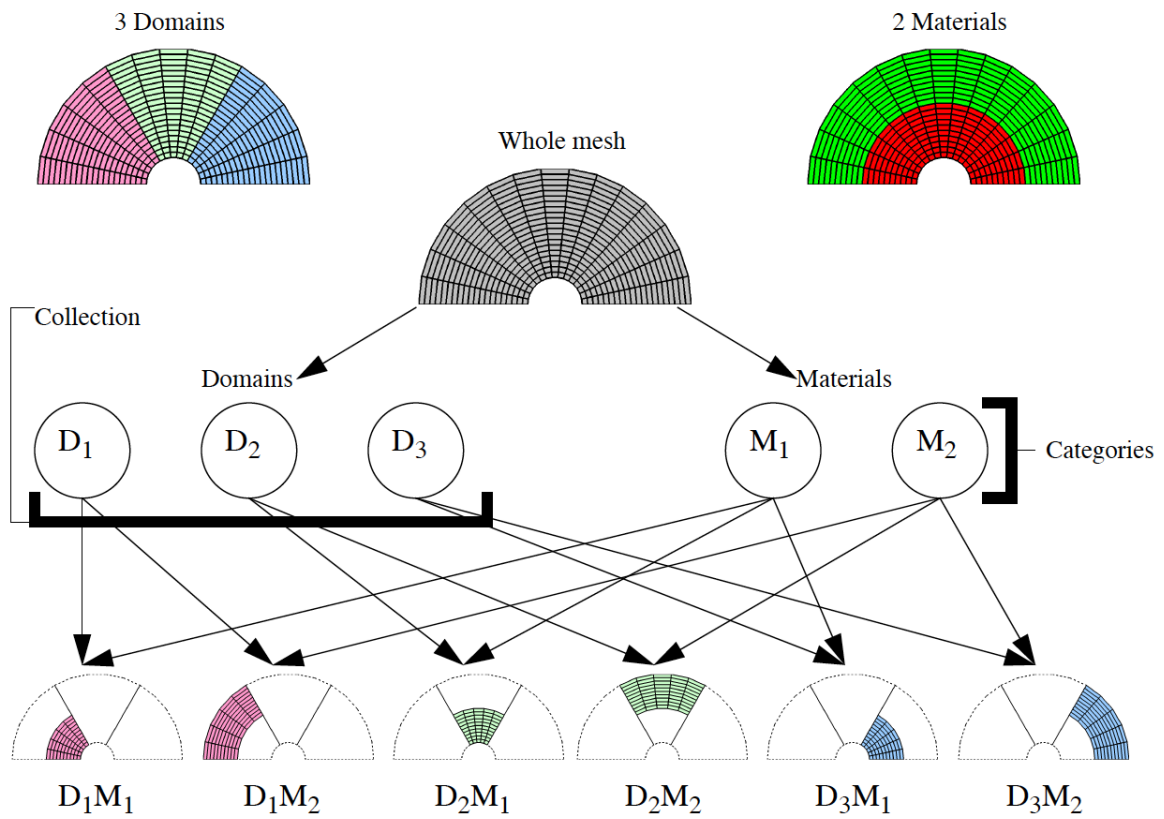 3 Domains
2 Materials
Whole mesh
Collection
Domains
Materials
D₁
D₂
D₃
M₁
M₂
Categories
D₁M₁
D₁M₂
D₂M₁
D₂M₂
D₃M₁
D₃M₂